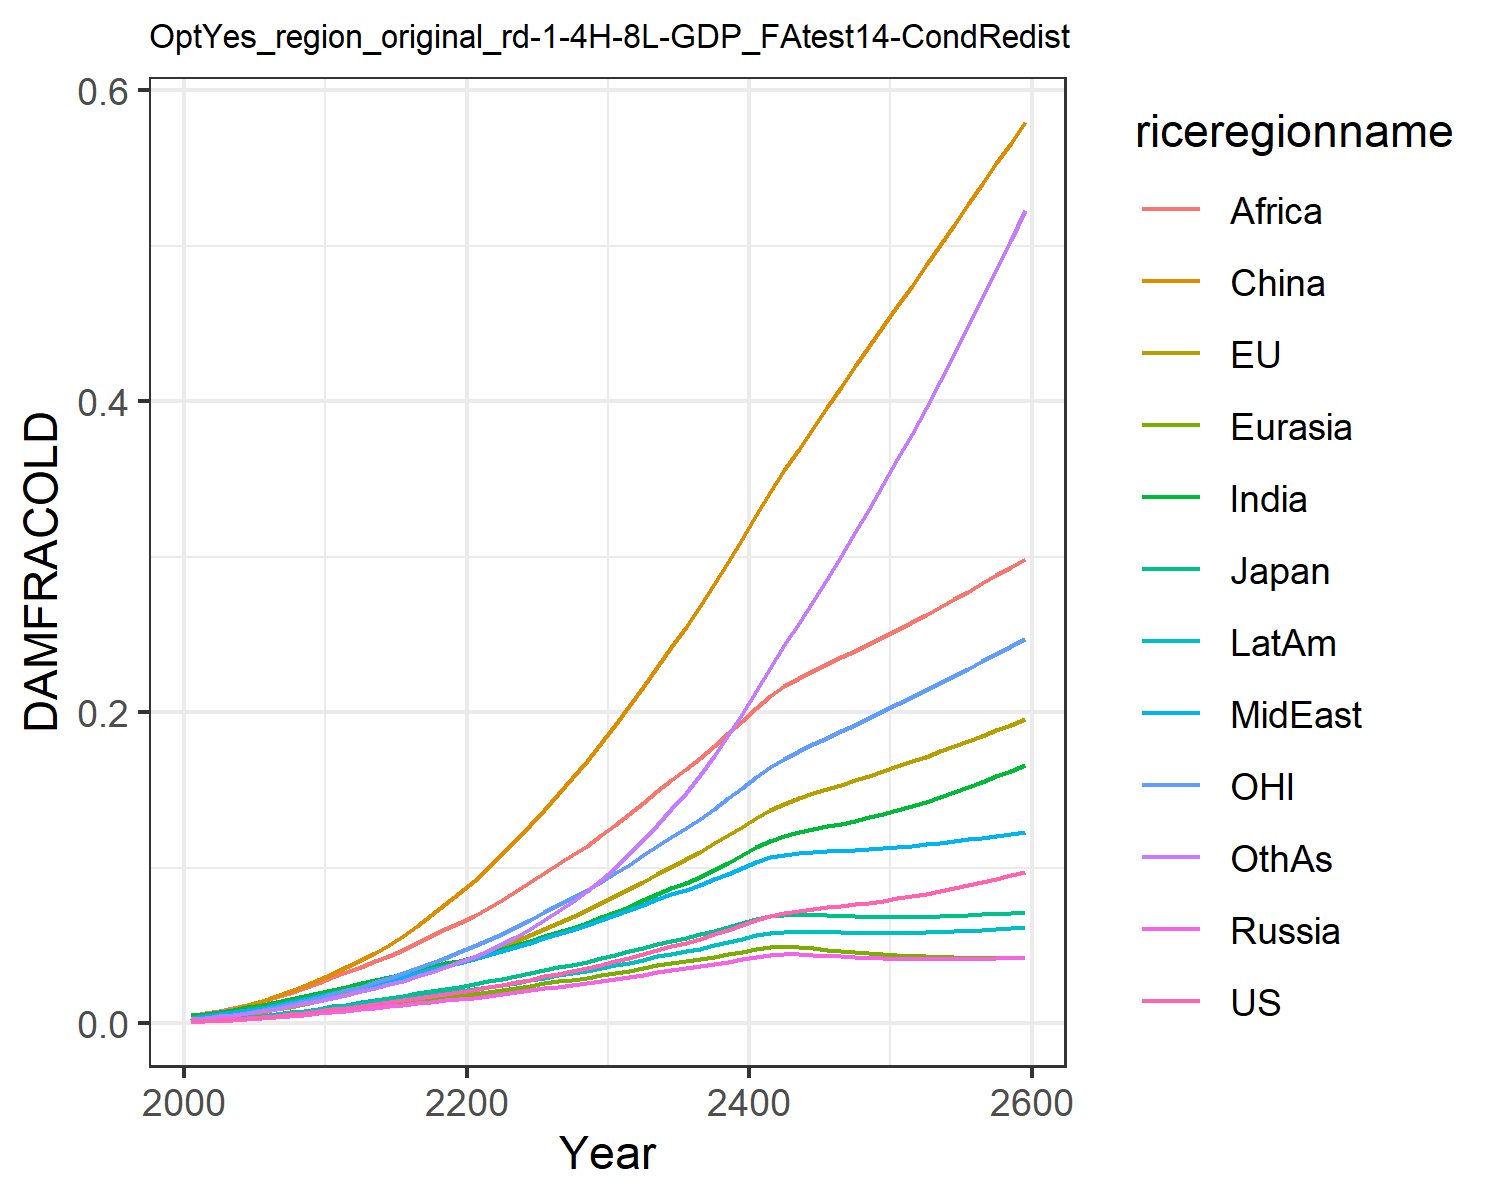 OptYes_region_original_rd-1-4H-8L-GDP_FAtest14-CondRedist
0.6
0.4
0.2
0.0
DAMFRACOLD
2000 2200 2400 2600
Year
riceregionname
Africa
China
EU
Eurasia
India
Japan
LatAm
MidEast
OHI
OthAs
Russia
US